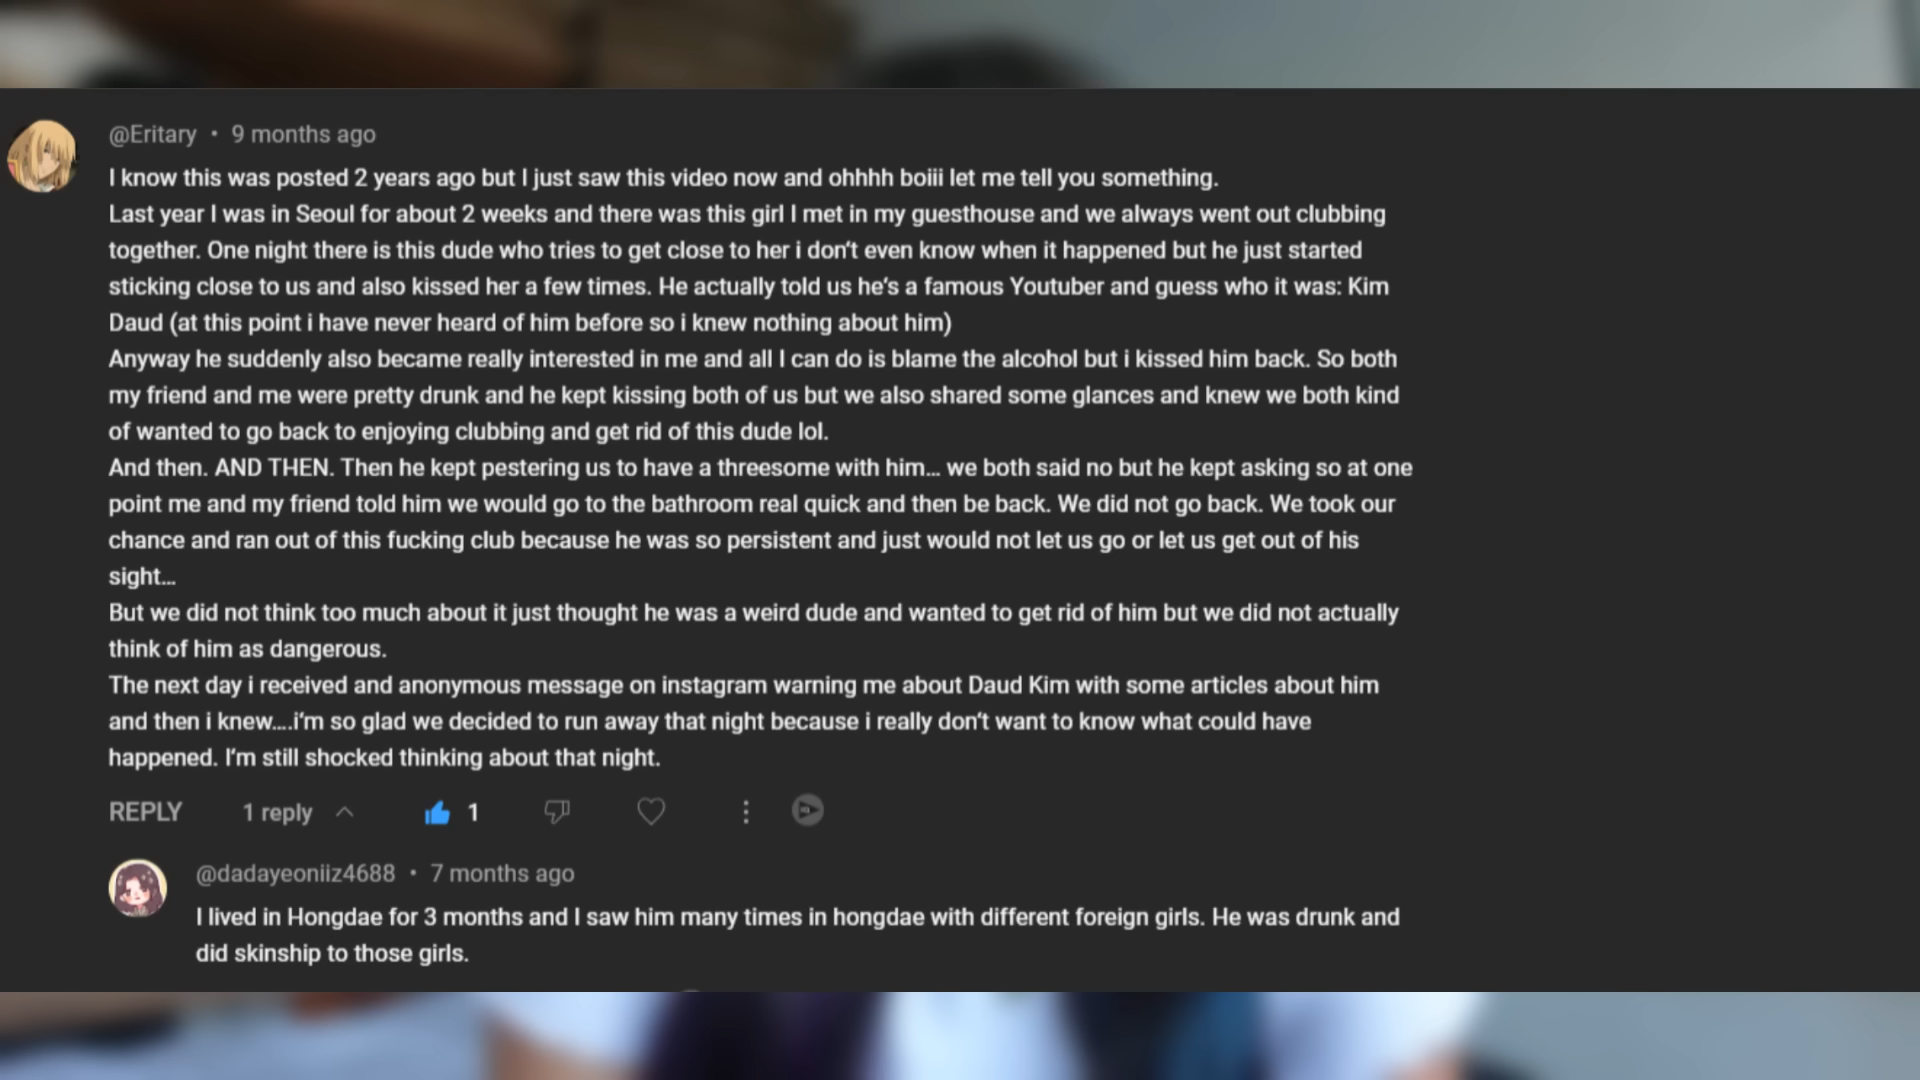 @Eritary • 9 months ago
I know this was posted 2 years ago but I just saw this video now and ohhhh boiii let me tell you something.
Last year I was in Seoul for about 2 weeks and there was this girl I met in my guesthouse and we always went out clubbing
together. One night there is this dude who tries to get close to her i don‘t even know when it happened but he just started
sticking close to us and also kissed her a few times. He actually told us he‘s a famous Youtuber and guess who it was: Kim
Daud (at this point i have never heard of him before so i knew nothing about him)
Anyway he suddenly also became really interested in me and all I can do is blame the alcohol but i kissed him back. So both
my friend and me were pretty drunk and he kept kissing both of us but we also shared some glances and knew we both kind
of wanted to go back to enjoying clubbing and get rid of this dude lol.
And then. AND THEN. Then he kept pestering us to have a threesome with him… we both said no but he kept asking so at one
point me and my friend told him we would go to the bathroom real quick and then be back. We did not go back. We took our
chance and ran out of this fucking club because he was so persistent and just would not let us go or let us get out of his
sight…
But we did not think too much about it just thought he was a weird dude and wanted to get rid of him but we did not actually
think of him as dangerous.
The next day i received and anonymous message on instagram warning me about Daud Kim with some articles about him
and then i knew….i‘m so glad we decided to run away that night because i really don‘t want to know what could have
happened. I‘m still shocked thinking about that night.
REPLY 1 reply 1
@dadayeoniiz4688 • 7 months ago
I lived in Hongdae for 3 months and I saw him many times in hongdae with different foreign girls. He was drunk and
did skinship to those girls.